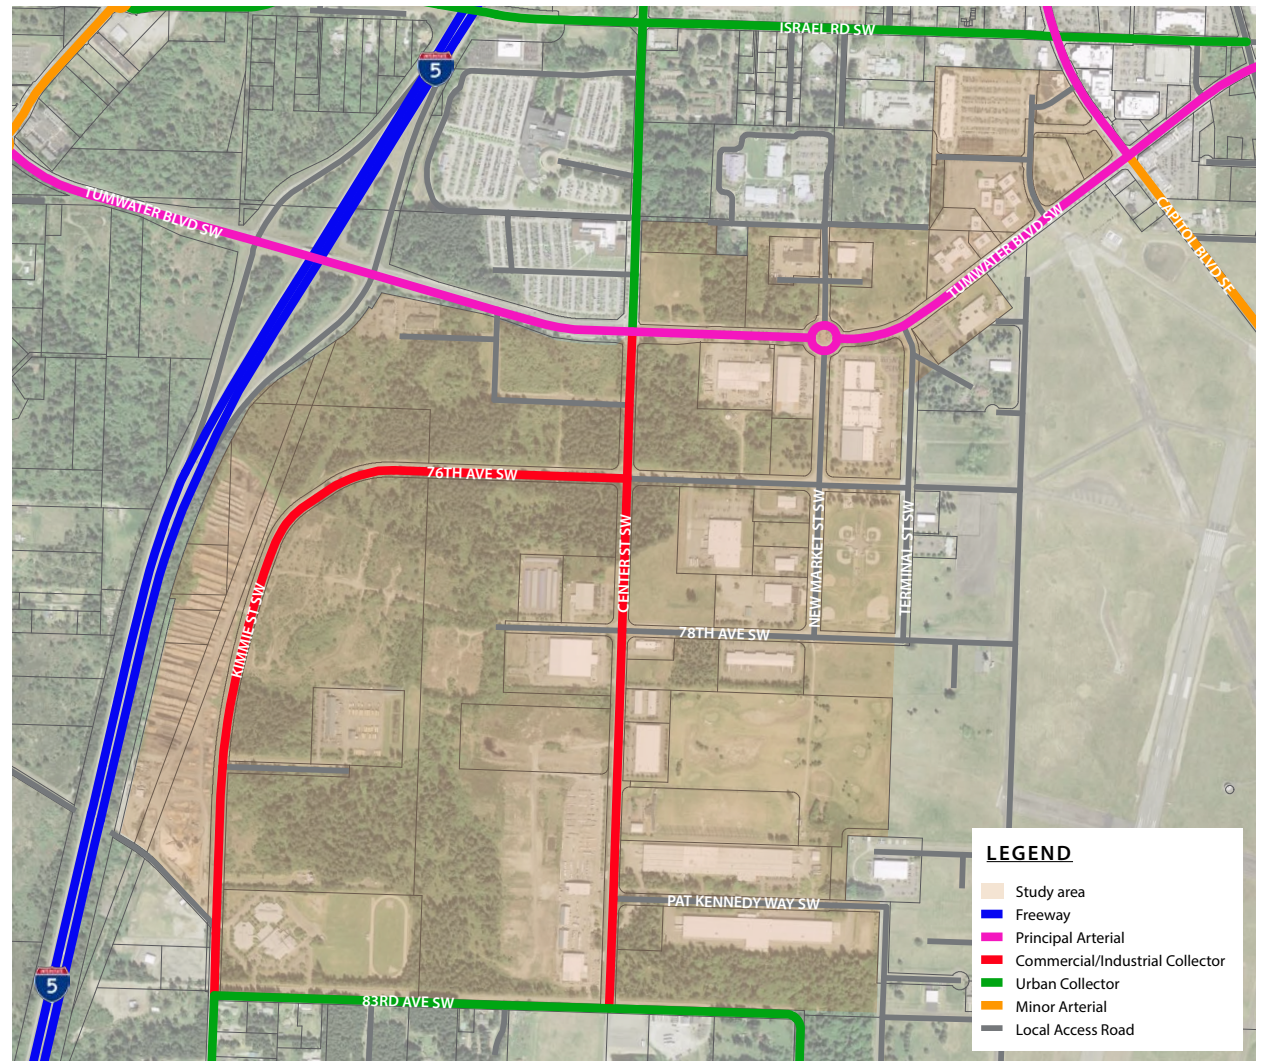 ISRAEL RD SW
INTERSTATE
5
TUMWATER BLVD SW
CAPITOL BLVD SE
TUMWATER BLVD SW
76TH AVE SW
NEW MARKET ST SW
TERMINAL ST SW
CENTER ST SW
KIMMIE ST SW
78TH AVE SW
PAT KENNEDY WAY SW
INTERSTATE
5
83RD AVE SW
LEGEND
Study area
Freeway
Principal Arterial
Commercial/Industrial Collector
Urban Collector
Minor Arterial
Local Access Road